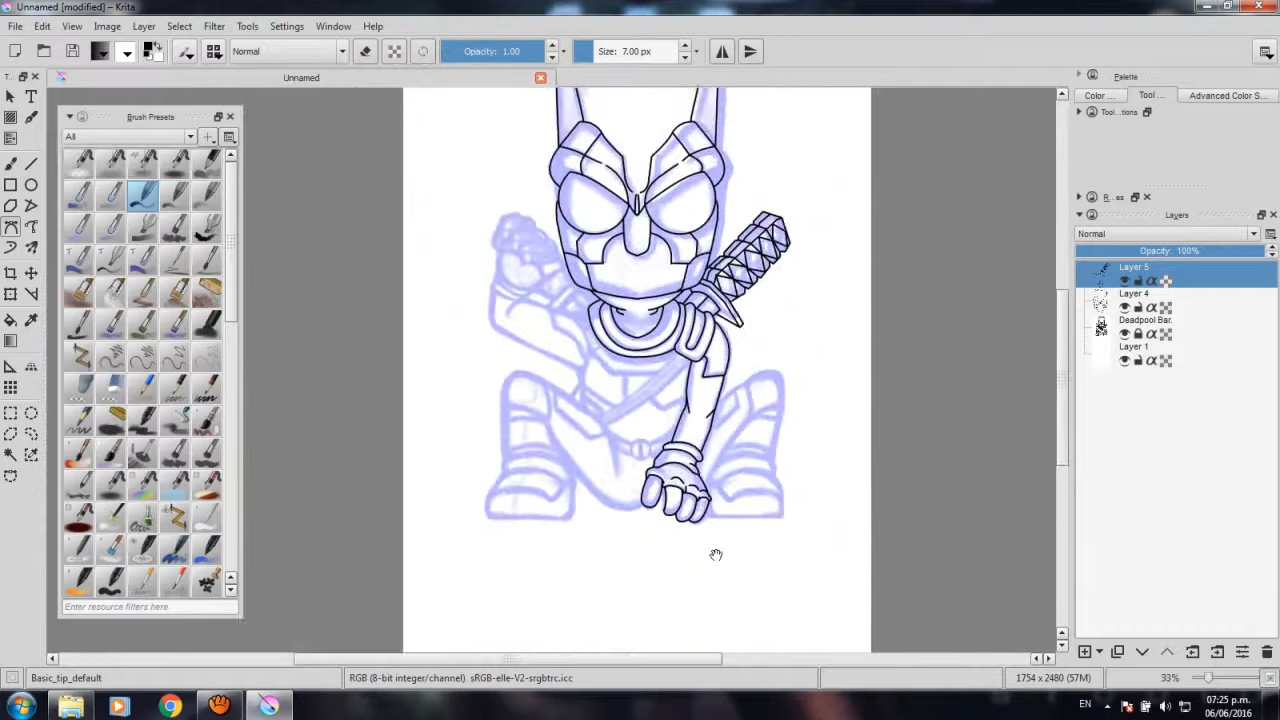 Unnamed [modified] – Krita
File Edit View Image Layer Select Filter Tools Settings Window Help
Normal Opacity: 1.00 Size: 7.00 px
Unnamed
Brush Presets
All
Enter resource filters here
Palette
Color ... Tool ... Advanced Color S...
Tool...tions
Layers
Normal
Opacity: 100%
Layer 5
Layer 4
Deadpool Bar.
Layer 1
Basic_tip_default RGB (8-bit integer/channel) sRGB-elle-V2-srgbtrc.icc 1754 x 2480 (57M) 33%
EN 07:25 p.m.
06/06/2016